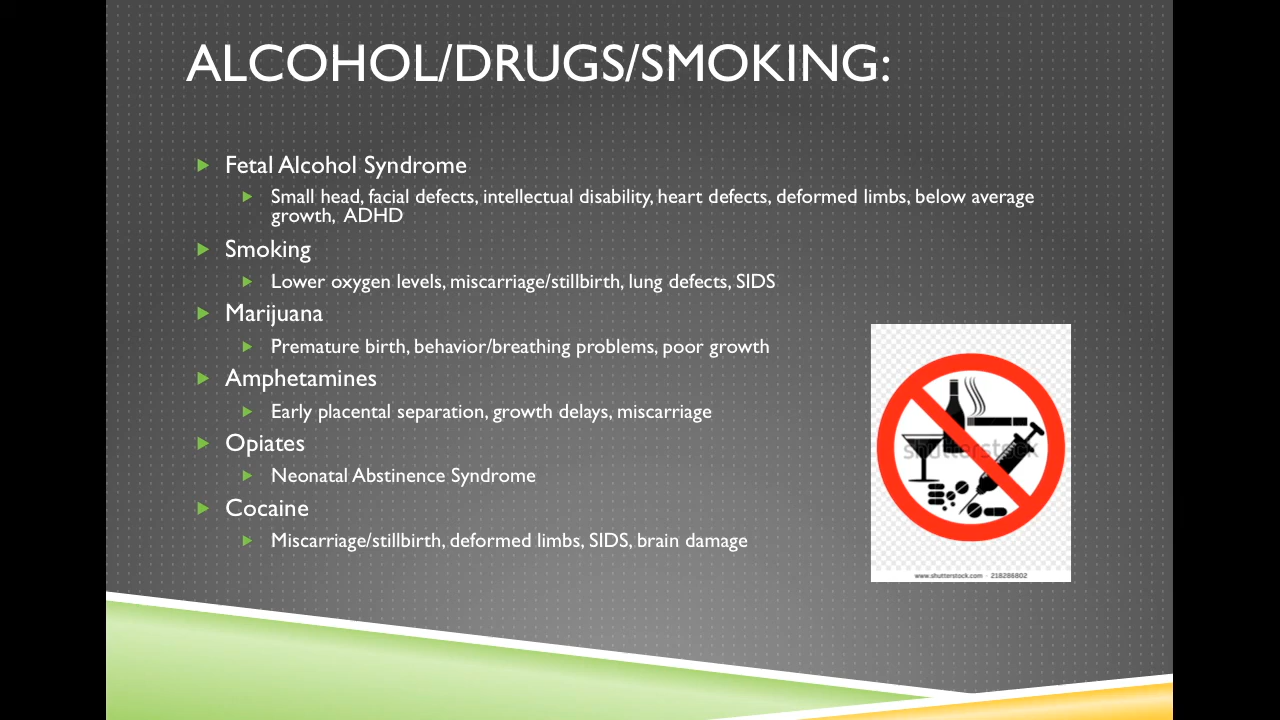 ALCOHOL/DRUGS/SMOKING:
Fetal Alcohol Syndrome
Small head, facial defects, intellectual disability, heart defects, deformed limbs, below average
growth, ADHD
Smoking
Lower oxygen levels, miscarriage/stillbirth, lung defects, SIDS
Marijuana
Premature birth, behavior/breathing problems, poor growth
Amphetamines
Early placental separation, growth delays, miscarriage
Opiates
Neonatal Abstinence Syndrome
Cocaine
Miscarriage/stillbirth, deformed limbs, SIDS, brain damage
shutterstock
www.shutterstock.com · 218286802